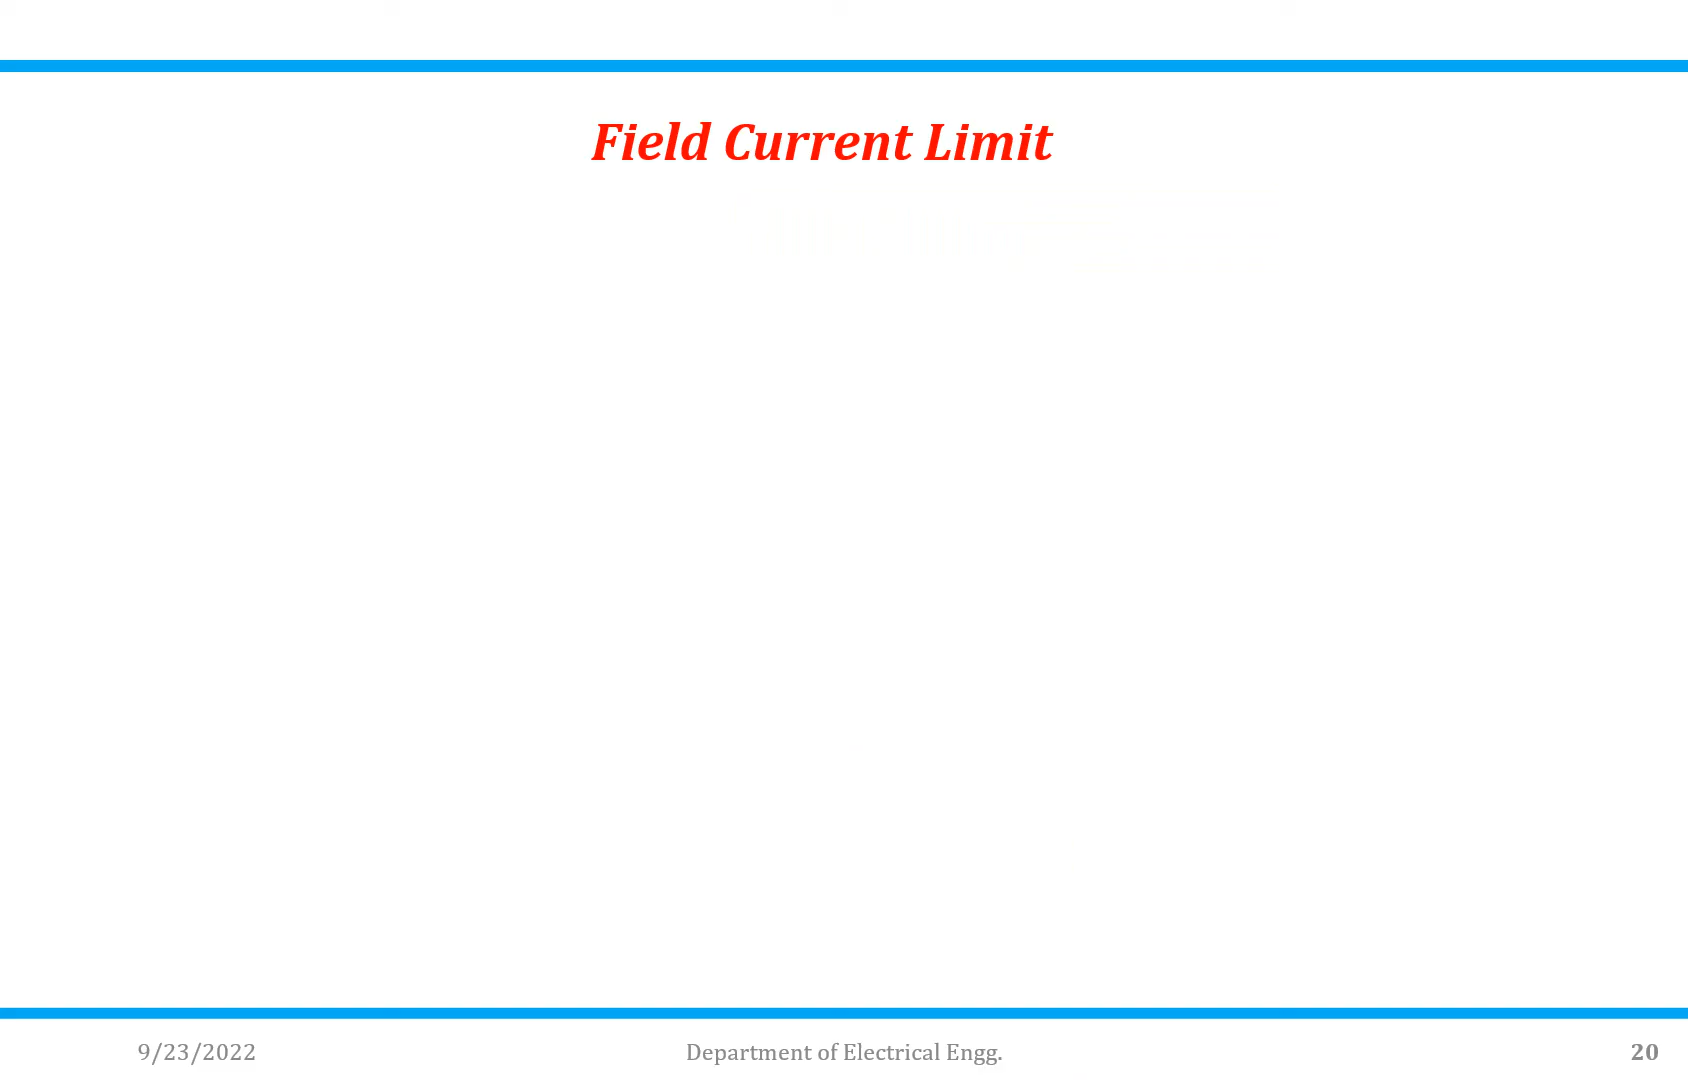 Field Current Limit
9/23/2022
Department of Electrical Engg.
20